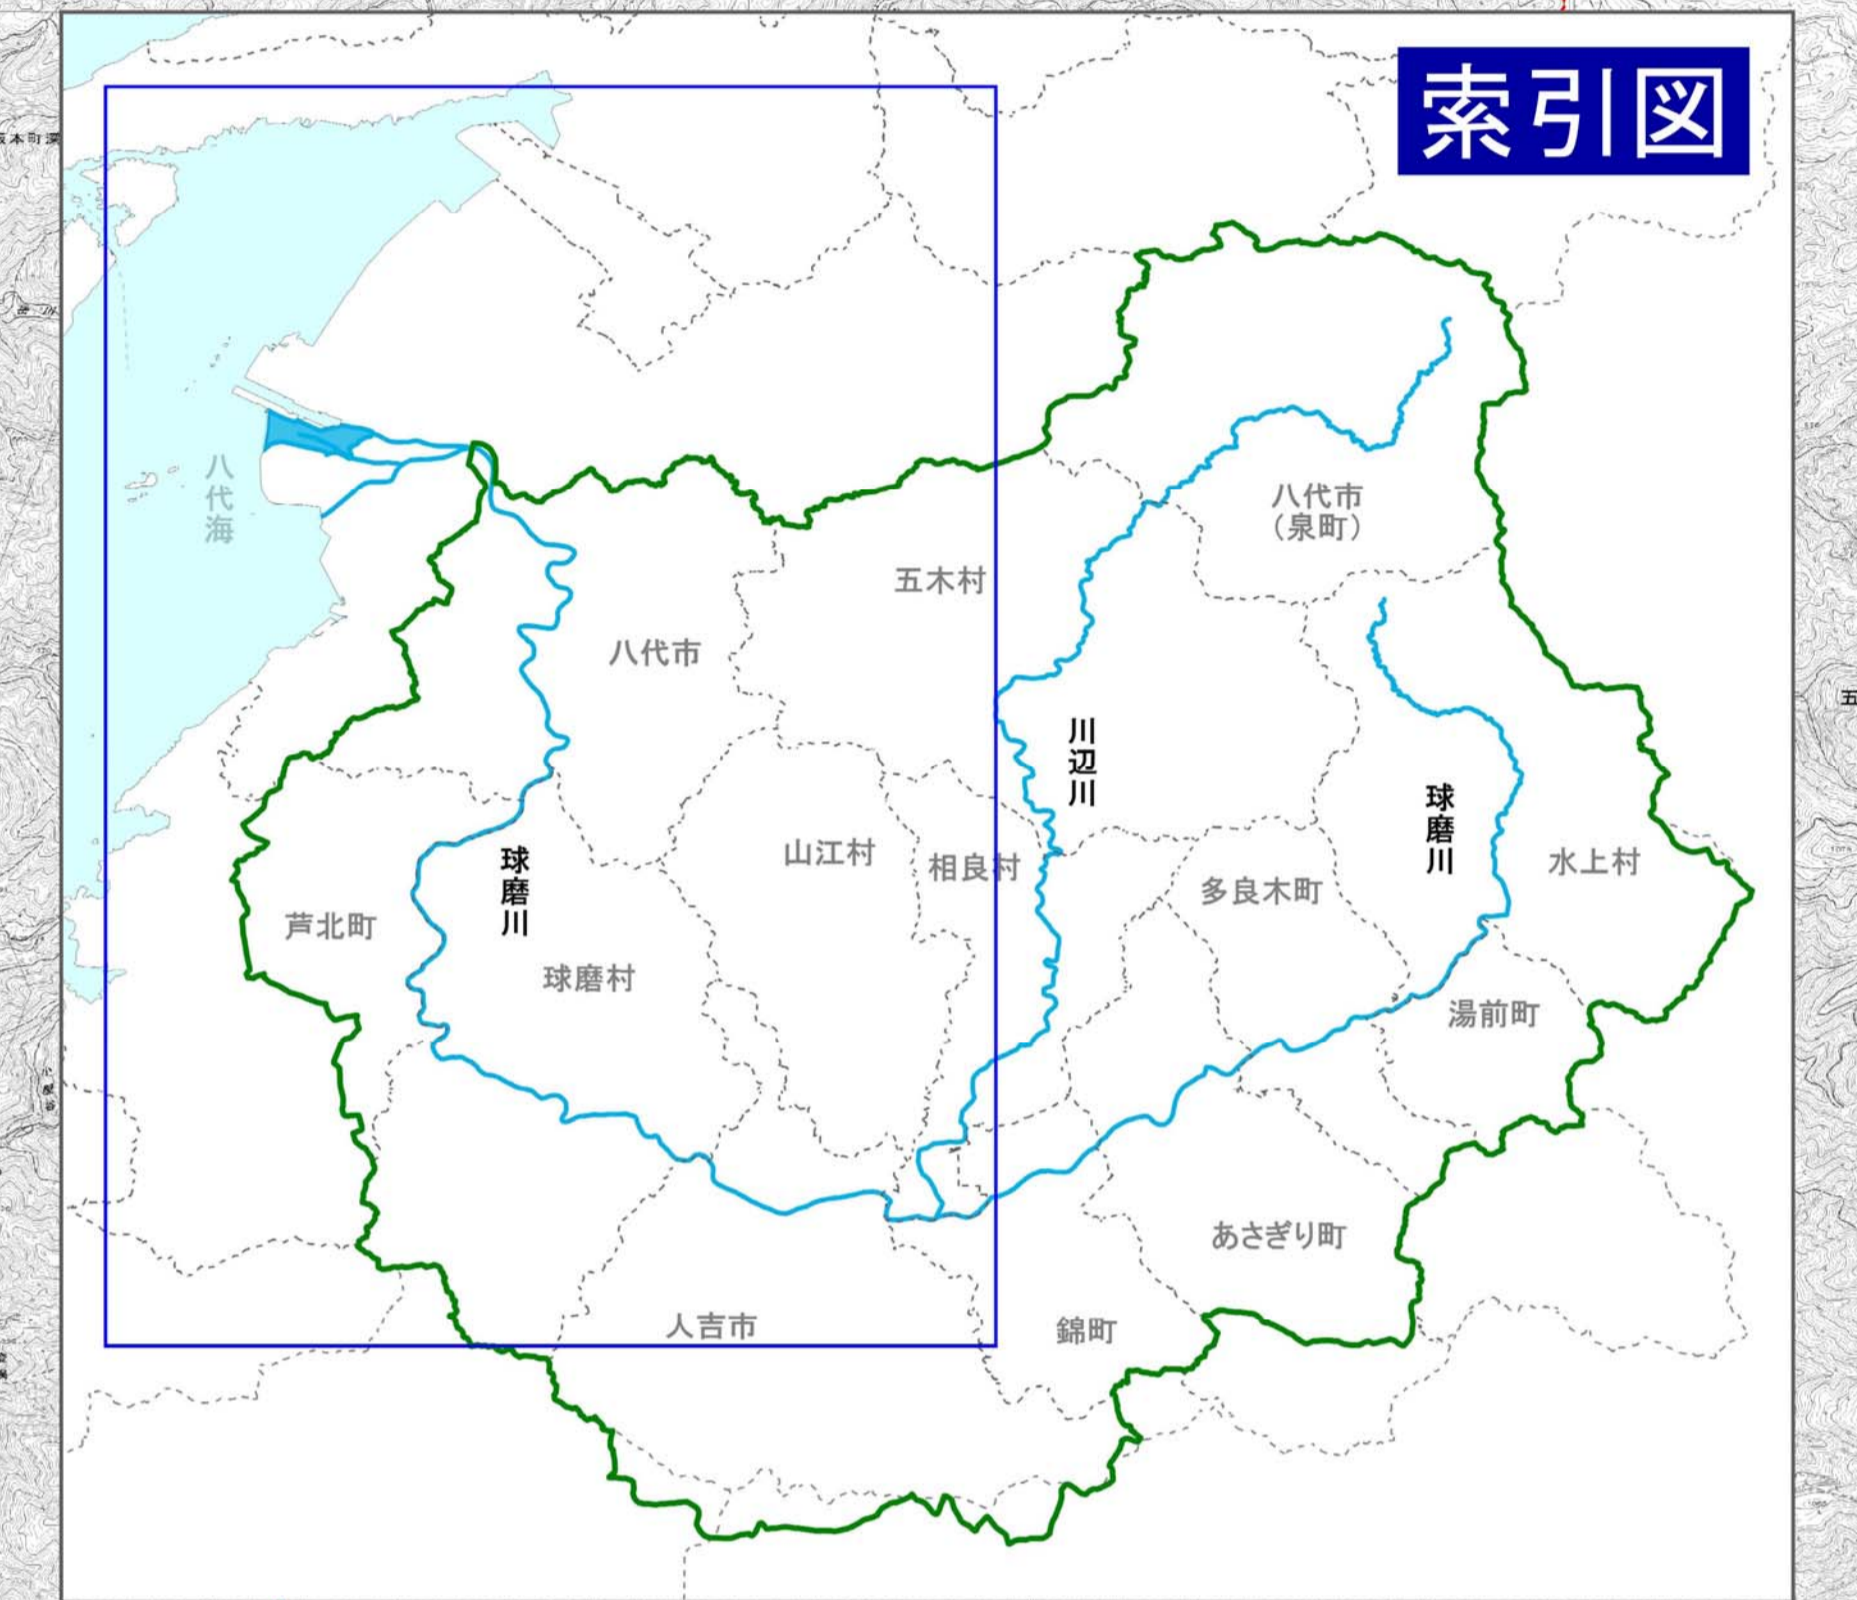 索引図
八代海
八代市
(泉町)
五木村
八代市
川辺川
球磨川
球磨川
山江村
相良村
多良木町
水上村
芦北町
球磨村
湯前町
あさぎり町
人吉市
錦町
五